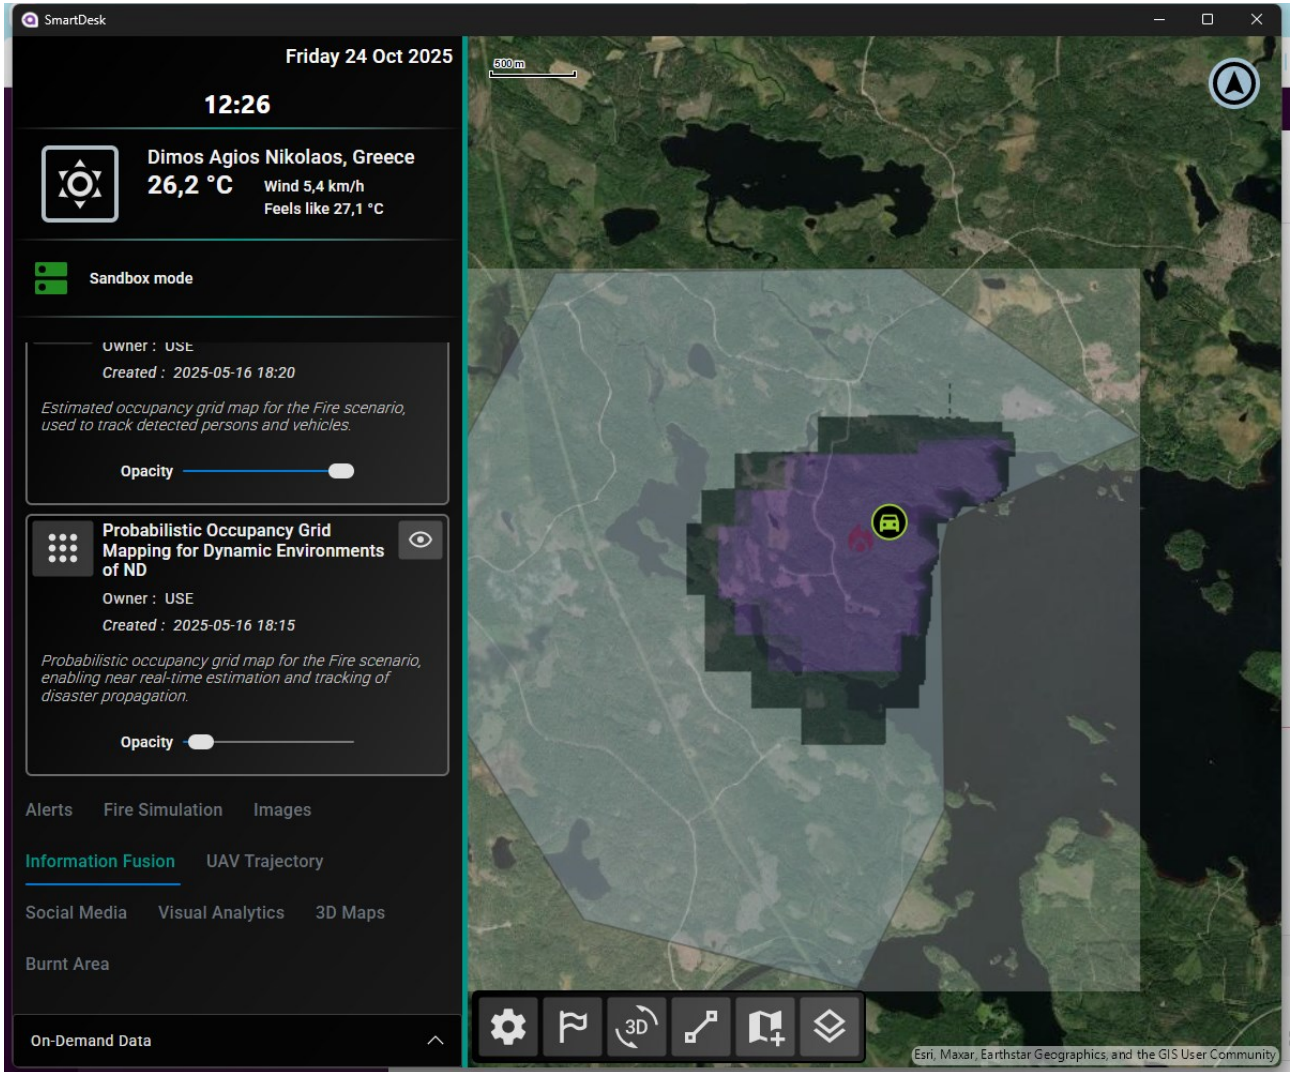 SmartDesk
Friday 24 Oct 2025
12:26
Dimos Agios Nikolaos, Greece
26,2 °C
Wind 5,4 km/h
Feels like 27,1 °C
Sandbox mode
Owner : USE
Created : 2025-05-16 18:20
Estimated occupancy grid map for the Fire scenario,
used to track detected persons and vehicles.
Opacity
Probabilistic Occupancy Grid
Mapping for Dynamic Environments
of ND
Owner : USE
Created : 2025-05-16 18:15
Probabilistic occupancy grid map for the Fire scenario,
enabling near real-time estimation and tracking of
disaster propagation.
Opacity
Alerts Fire Simulation Images
Information Fusion UAV Trajectory
Social Media Visual Analytics 3D Maps
Burnt Area
On-Demand Data
500 m
3D
Esri, Maxar, Earthstar Geographics, and the GIS User Community